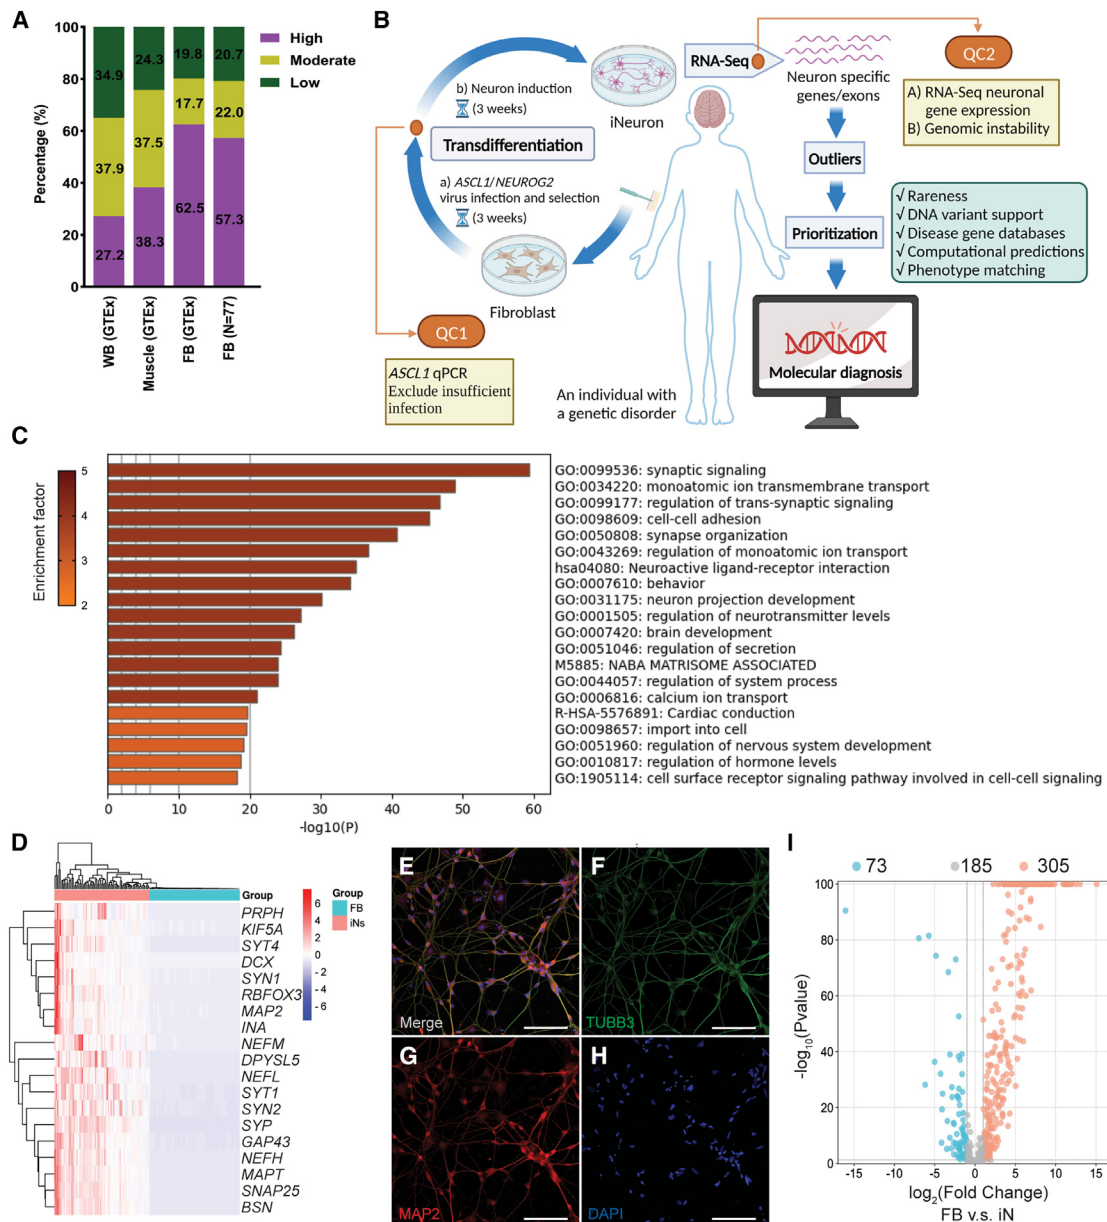 A
High
Moderate
Low
Percentage (%)
100
80
60
40
20
0
34.9
37.9
27.2
24.3
37.5
38.3
19.8
17.7
62.5
20.7
22.0
57.3
WB (GTEx)
Muscle (GTEx)
FB (GTEx)
FB (N=77)
B
b) Neuron induction
(3 weeks)
Transdifferentiation
a) ASCL1/NEUROG2
virus infection and selection
(3 weeks)
iNeuron
Fibroblast
QC1
ASCL1 qPCR
Exclude insufficient
infection
An individual with
a genetic disorder
RNA-Seq
Neuron specific
genes/exons
QC2
A) RNA-Seq neuronal
gene expression
B) Genomic instability
Outliers
Prioritization
√ Rareness
√ DNA variant support
√ Disease gene databases
√ Computational predictions
√ Phenotype matching
Molecular diagnosis
C
Enrichment factor
5
4
3
2
GO:0099536: synaptic signaling
GO:0034220: monoatomic ion transmembrane transport
GO:0099177: regulation of trans-synaptic signaling
GO:0098609: cell-cell adhesion
GO:0050808: synapse organization
GO:0043269: regulation of monoatomic ion transport
hsa04080: Neuroactive ligand-receptor interaction
GO:0007610: behavior
GO:0031175: neuron projection development
GO:0001505: regulation of neurotransmitter levels
GO:0007420: brain development
GO:0051046: regulation of secretion
M5885: NABA MATRISOME ASSOCIATED
GO:0044057: regulation of system process
GO:0006816: calcium ion transport
R-HSA-5576891: Cardiac conduction
GO:0098657: import into cell
GO:0051960: regulation of nervous system development
GO:0010817: regulation of hormone levels
GO:1905114: cell surface receptor signaling pathway involved in cell-cell signaling
0 10 20 30 40 50 60
-log10(P)
D
Group
PRPH
KIF5A
SYT4
DCX
SYN1
RBFOX3
MAP2
INA
NEFM
DPYSL5
NEFL
SYT1
SYN2
SYP
GAP43
NEFH
MAPT
SNAP25
BSN
6
4
2
0
- 2
- 4
- 6
Group
FB
iNs
E
Merge
F
TUBB3
G
MAP2
H
DAPI
I
73 185 305
-log10(Pvalue)
100
80
60
40
20
0
-15 -10 -5 0 5 10 15
log2(Fold Change)
FB v.s. iN